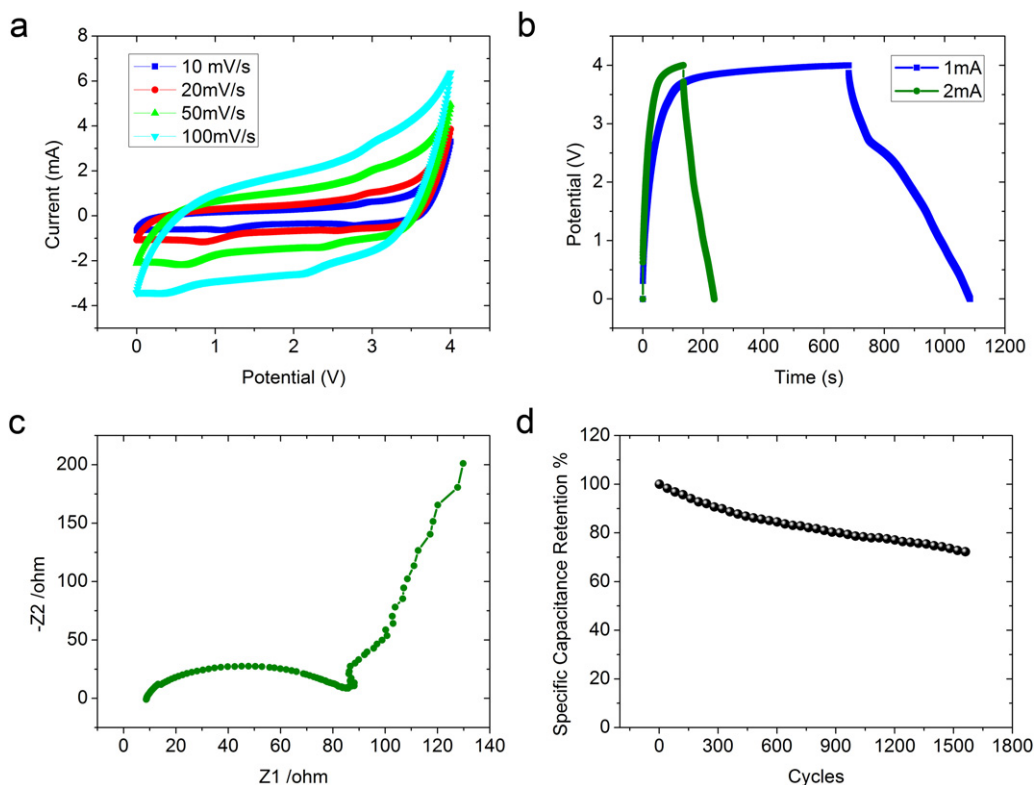 a
10 mV/s
20mV/s
50mV/s
100mV/s
8
6
4
2
0
-2
-4
Current (mA)
0
1
2
3
4
Potential (V)
b
1mA
2mA
5
4
3
2
1
0
Potential (V)
0
200
400
600
800
1000
1200
Time (s)
c
200
150
100
50
0
-Z2 /ohm
0
20
40
60
80
100
120
140
Z1 /ohm
d
120
100
80
60
40
20
0
Specific Capacitance Retention %
0
300
600
900
1200
1500
1800
Cycles